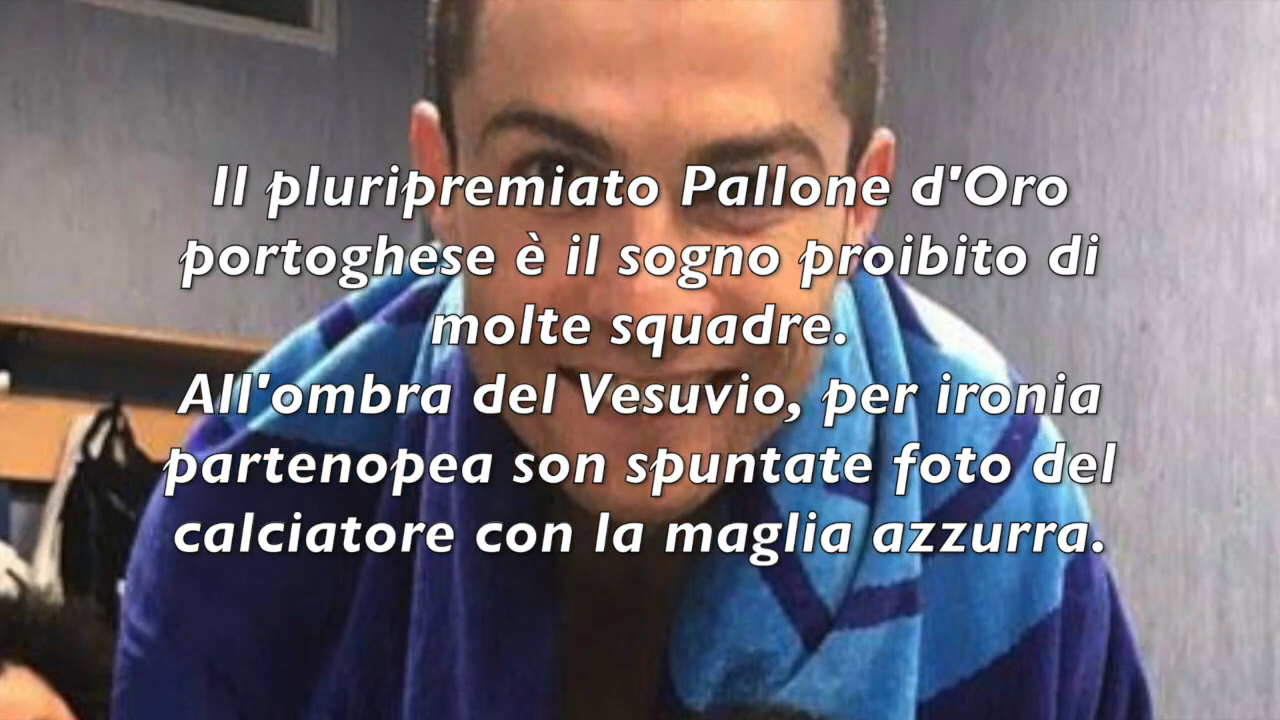 Il pluripremiato Pallone d'Oro
portoghese è il sogno proibito di
molte squadre.
All'ombra del Vesuvio, per ironia
partenopea son spuntate foto del
calciatore con la maglia azzurra.